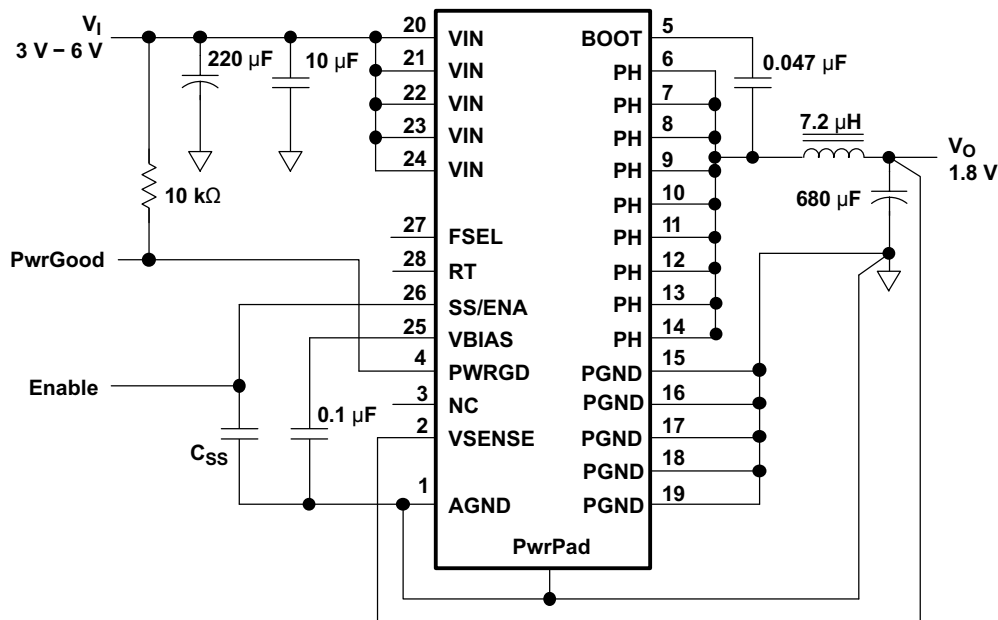 V_I
3 V – 6 V
220 µF
10 µF
10 kΩ
PwrGood
Enable
C_SS
0.1 µF
20 VIN
21 VIN
22 VIN
23 VIN
24 VIN
27 FSEL
28 RT
26 SS/ENA
25 VBIAS
4 PWRGD
3 NC
2 VSENSE
1 AGND
PwrPad
BOOT 5
PH 6
PH 7
PH 8
PH 9
PH 10
PH 11
PH 12
PH 13
PH 14
PGND 15
PGND 16
PGND 17
PGND 18
PGND 19
0.047 µF
7.2 µH
V_O
1.8 V
680 µF